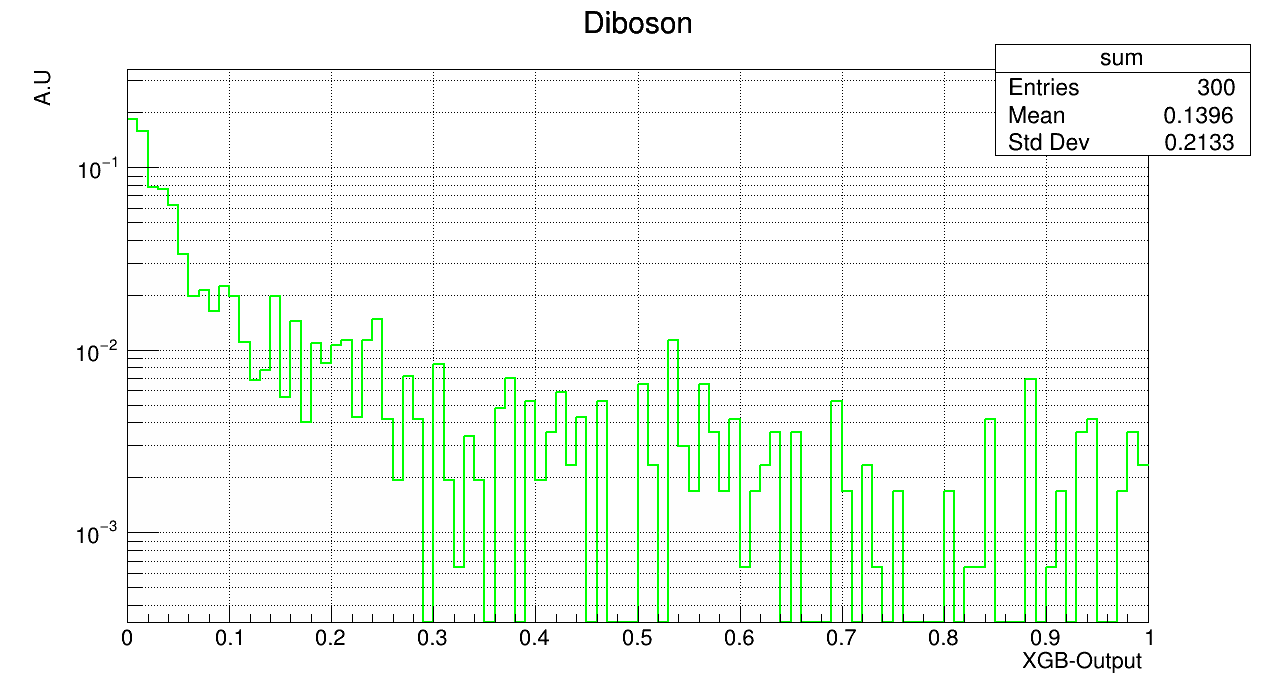 Diboson
A.U
sum
Entries 300
Mean 0.1396
Std Dev 0.2133
10⁻¹
10⁻²
10⁻³
0 0.1 0.2 0.3 0.4 0.5 0.6 0.7 0.8 0.9 1
XGB-Output